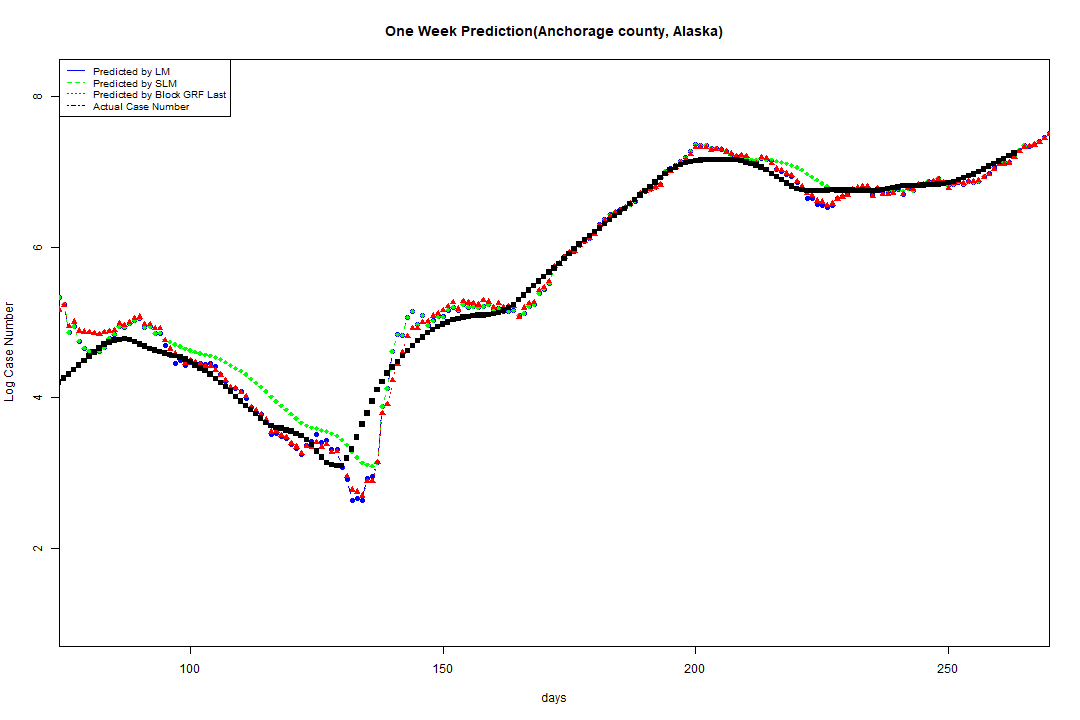 One Week Prediction(Anchorage county, Alaska)
Predicted by LM
Predicted by SLM
Predicted by Block GRF Last
Actual Case Number
8
6
4
2
Log Case Number
100 150 200 250
days